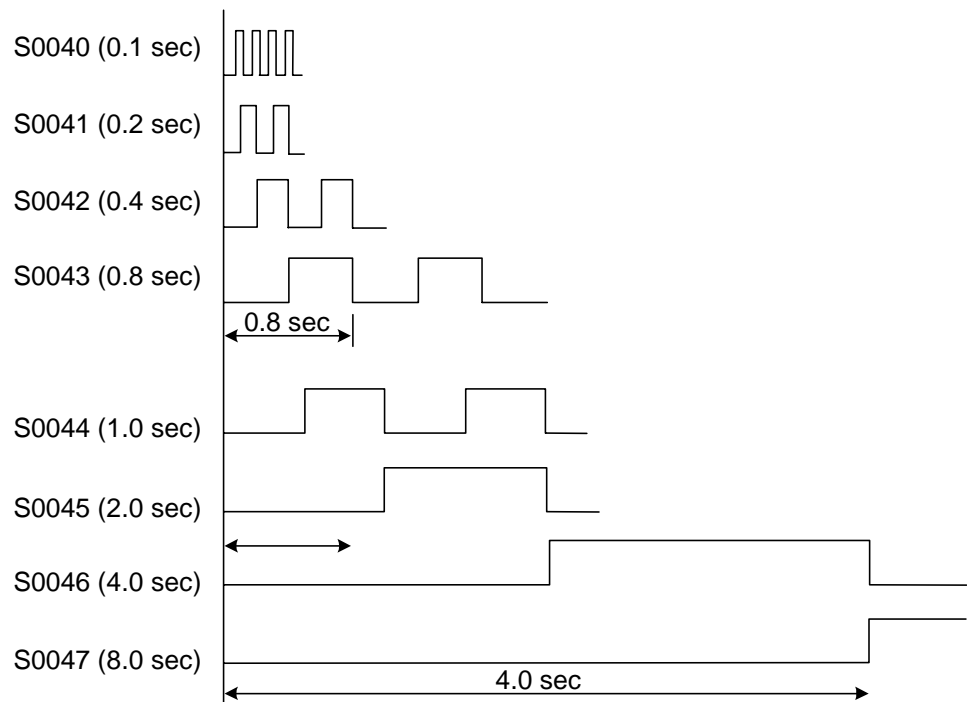 S0040 (0.1 sec)
S0041 (0.2 sec)
S0042 (0.4 sec)
S0043 (0.8 sec)
0.8 sec
S0044 (1.0 sec)
S0045 (2.0 sec)
S0046 (4.0 sec)
S0047 (8.0 sec)
4.0 sec